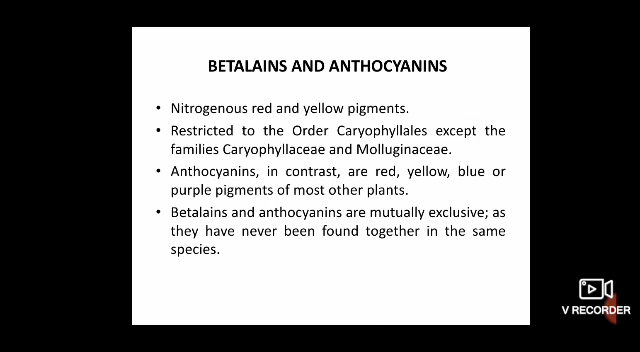 BETALAINS AND ANTHOCYANINS
• Nitrogenous red and yellow pigments.
• Restricted to the Order Caryophyllales except the
families Caryophyllaceae and Molluginaceae.
• Anthocyanins, in contrast, are red, yellow, blue or
purple pigments of most other plants.
• Betalains and anthocyanins are mutually exclusive; as
they have never been found together in the same
species.
V RECORDER